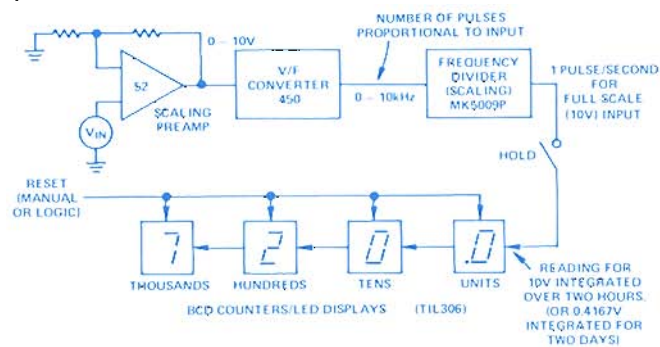 NUMBER OF PULSES
PROPORTIONAL TO INPUT
0 – 10V
52
SCALING
PREAMP
VIN
V/F
CONVERTER
450
0 – 10kHz
FREQUENCY
DIVIDER
(SCALING)
MK5009P
1 PULSE/SECOND
FOR
FULL SCALE
(10V) INPUT
HOLD
RESET
(MANUAL
OR LOGIC)
7
2
0
.0
THOUSANDS
HUNDREDS
TENS
UNITS
BCD COUNTERS/LED DISPLAYS (TIL306)
READING FOR
10V INTEGRATED
OVER TWO HOURS.
(OR 0.4167V
INTEGRATED FOR
TWO DAYS)